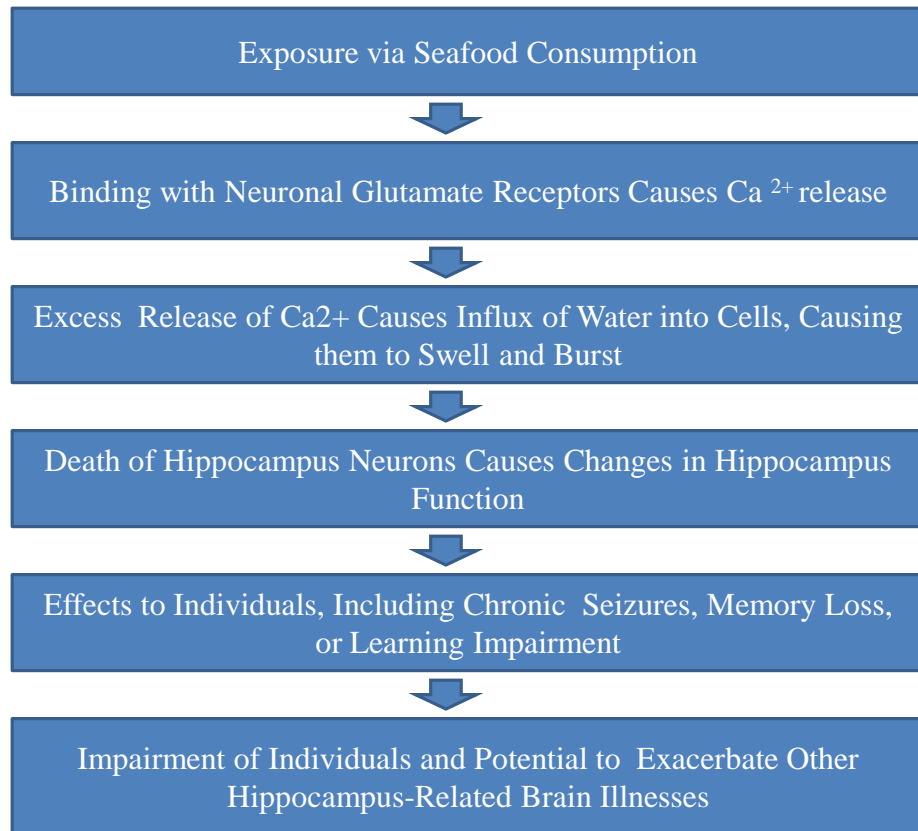 Exposure via Seafood Consumption
Binding with Neuronal Glutamate Receptors Causes Ca ²⁺ release
Excess  Release of Ca2+ Causes Influx of Water into Cells, Causing
them to Swell and Burst
Death of Hippocampus Neurons Causes Changes in Hippocampus
Function
Effects to Individuals, Including Chronic  Seizures, Memory Loss,
or Learning Impairment
Impairment of Individuals and Potential to  Exacerbate Other
Hippocampus-Related Brain Illnesses